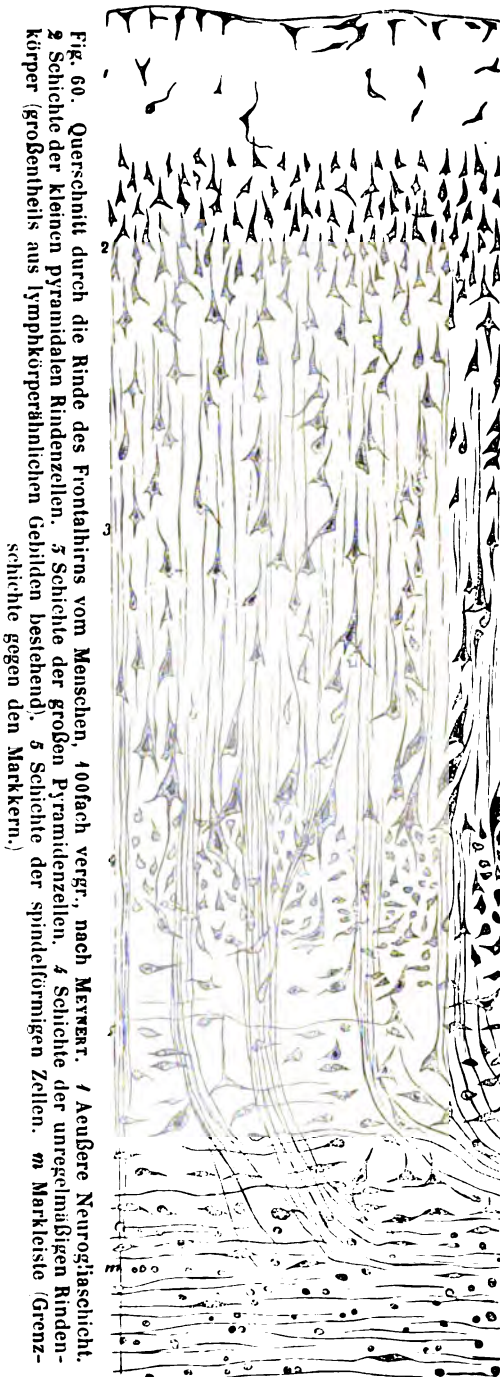 2
3
4
m
Fig. 60. Querschnitt durch die Rinde des Frontalhirns vom Menschen, 100fach vergr., nach MEYNERT. 1 Aeußere Neurogliaschicht.
2 Schichte der kleinen pyramidalen Rindenzellen. 3 Schichte der großen Pyramidenzellen. 4 Schichte der unregelmäßigen Rinden-
körper (großentheils aus lymphkörperähnlichen Gebilden bestehend). 5 Schichte der spindelförmigen Zellen. m Markleiste (Grenz-
schichte gegen den Markkern.)